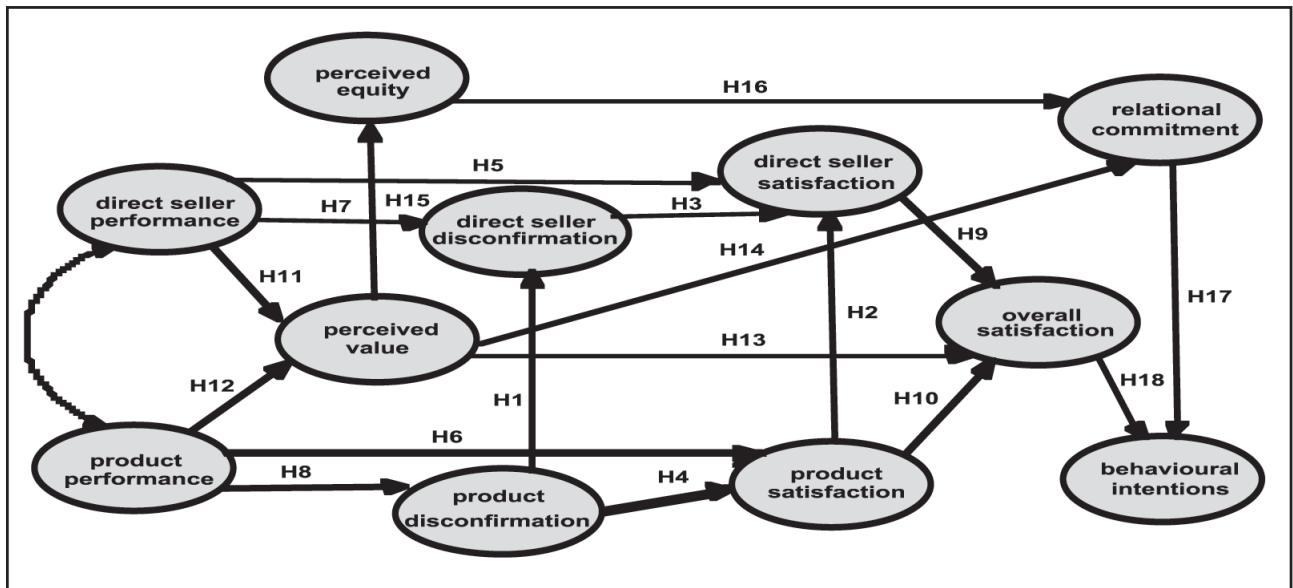 perceived
equity
H16
relational
commitment
direct seller
satisfaction
H5
direct seller
performance
H7
H15
direct seller
disconfirmation
H3
H9
H14
H11
H17
overall
satisfaction
perceived
value
H2
H13
H12
H1
H18
H10
H6
product
performance
H8
H4
product
disconfirmation
product
satisfaction
behavioural
intentions